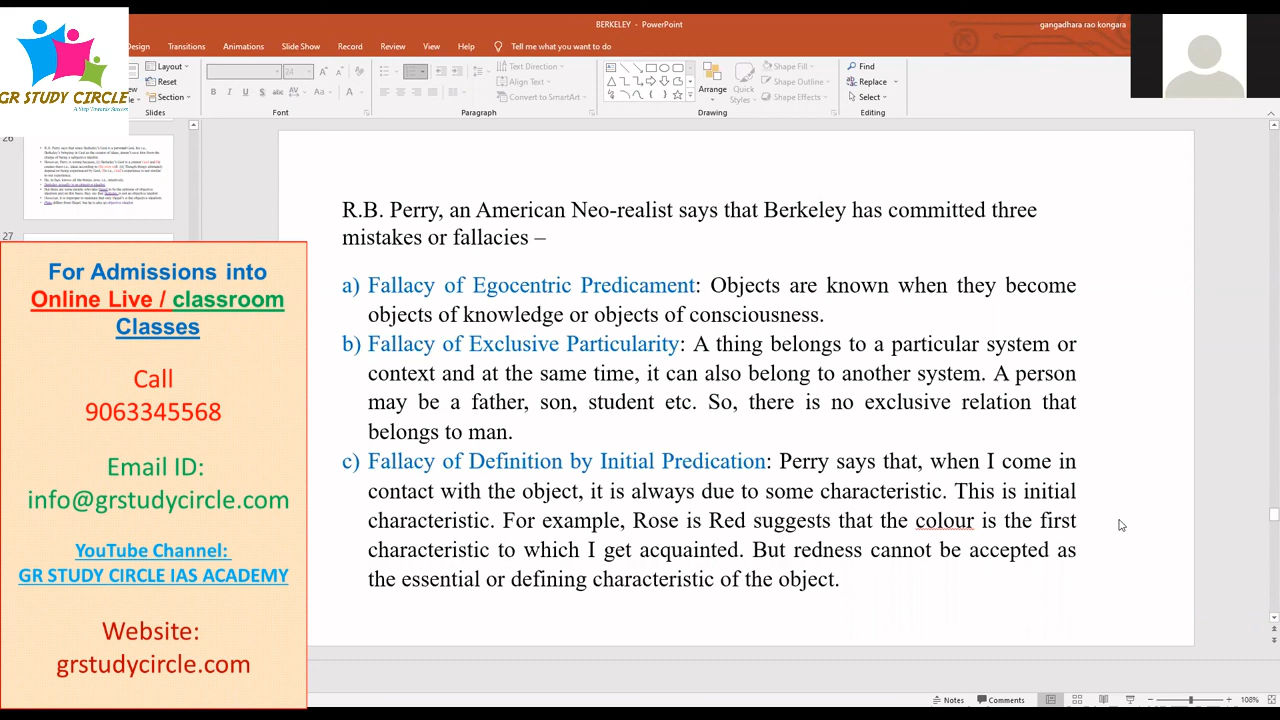 BERKELEY - PowerPoint
gangadhara rao kongara
Design Transitions Animations Slide Show Record Review View Help Tell me what you want to do
GR STUDY CIRCLE
A Step Towards Success
Layout
Reset
Section
Slides
24
Font
Text Direction
Align Text
Convert to SmartArt
Paragraph
Arrange
Quick
Styles
Shape Fill
Shape Outline
Shape Effects
Drawing
Find
Replace
Select
Editing
26
27
For Admissions into
Online Live / classroom
Classes
Call
9063345568
Email ID:
info@grstudycircle.com
YouTube Channel:
GR STUDY CIRCLE IAS ACADEMY
Website:
grstudycircle.com
R.B. Perry, an American Neo-realist says that Berkeley has committed three
mistakes or fallacies –
a) Fallacy of Egocentric Predicament: Objects are known when they become
objects of knowledge or objects of consciousness.
b) Fallacy of Exclusive Particularity: A thing belongs to a particular system or
context and at the same time, it can also belong to another system. A person
may be a father, son, student etc. So, there is no exclusive relation that
belongs to man.
c) Fallacy of Definition by Initial Predication: Perry says that, when I come in
contact with the object, it is always due to some characteristic. This is initial
characteristic. For example, Rose is Red suggests that the colour is the first
characteristic to which I get acquainted. But redness cannot be accepted as
the essential or defining characteristic of the object.
Notes Comments 108%